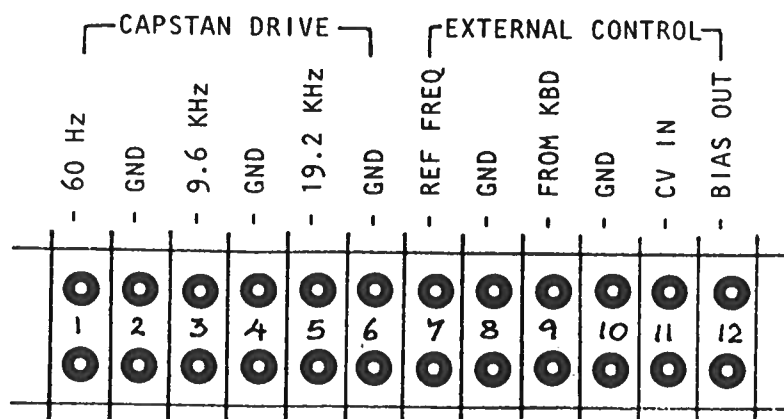 CAPSTAN DRIVE
EXTERNAL CONTROL
- 60 Hz
- GND
- 9.6 KHz
- GND
- 19.2 KHz
- GND
- REF FREQ
- GND
- FROM KBD
- GND
- CV IN
- BIAS OUT
1 2 3 4 5 6 7 8 9 10 11 12